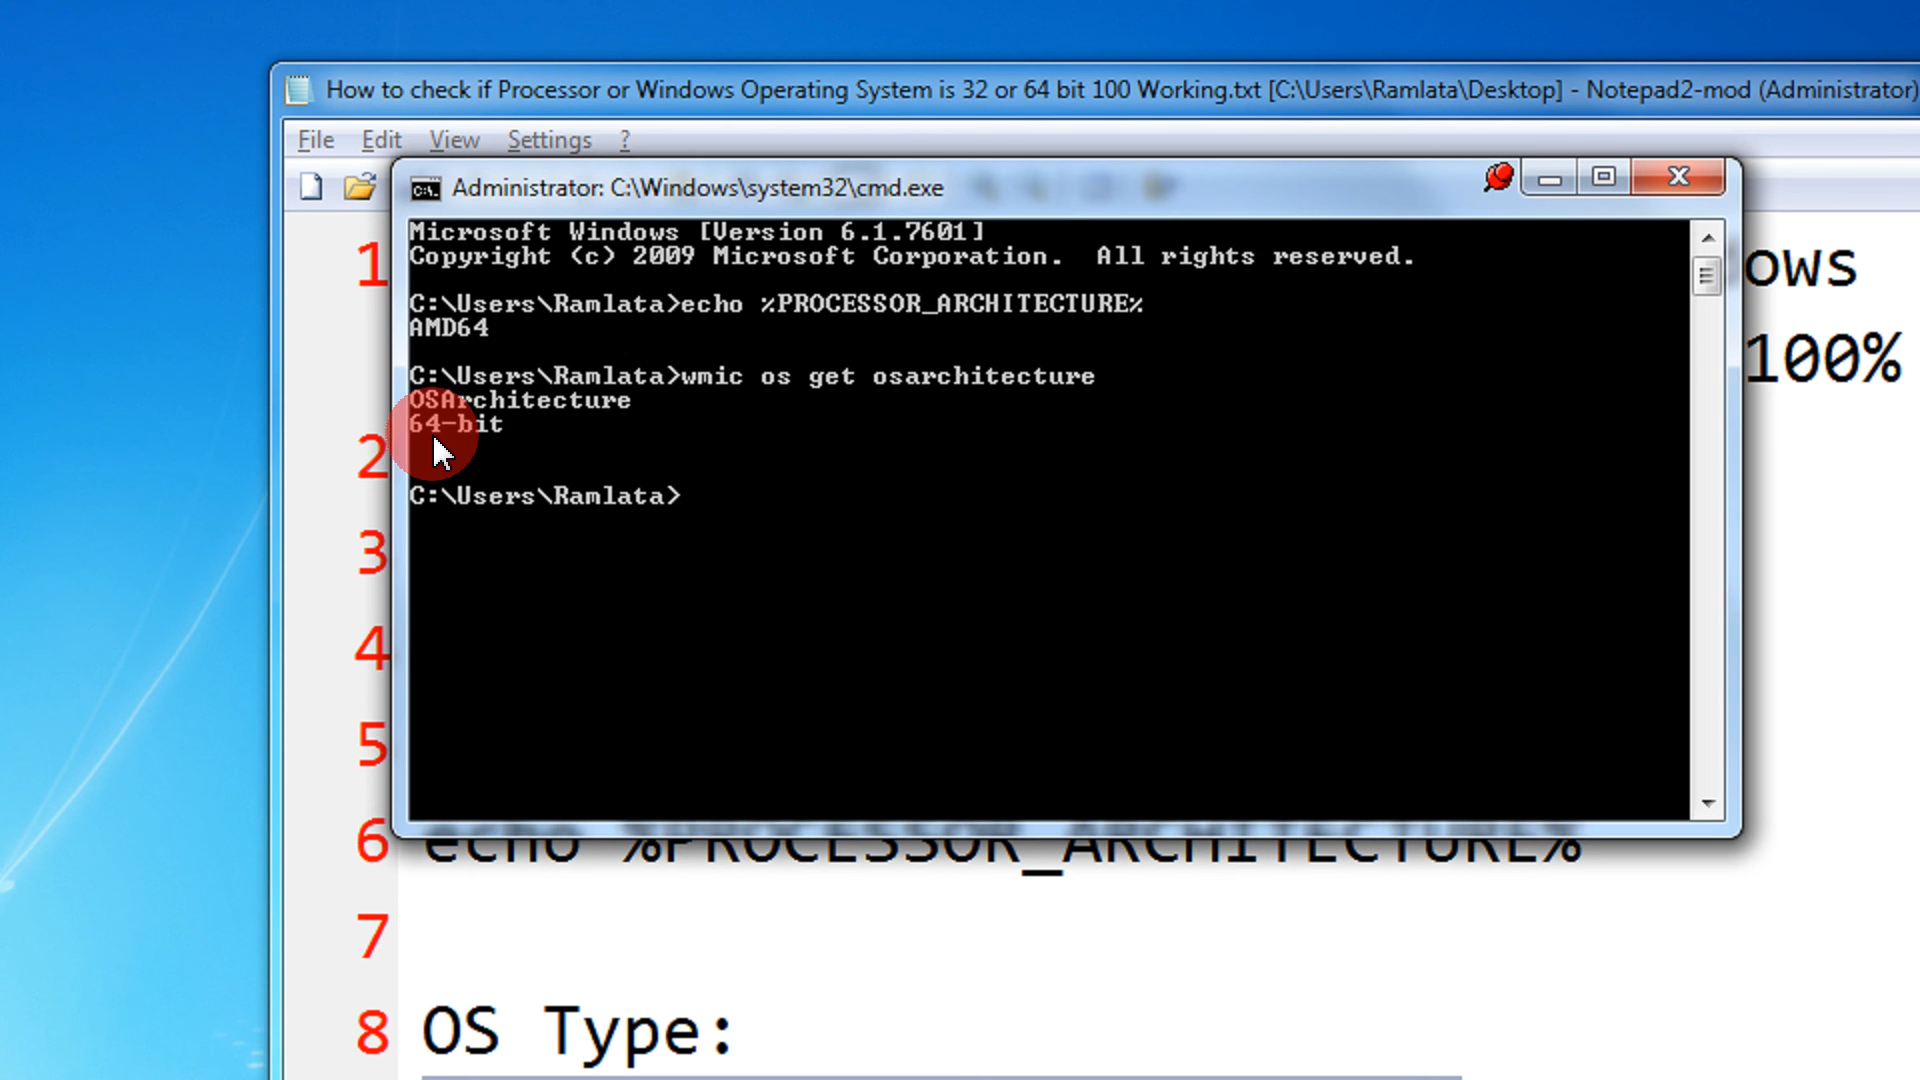 How to check if Processor or Windows Operating System is 32 or 64 bit 100 Working.txt [C:\Users\Ramlata\Desktop] - Notepad2-mod (Administrator)
File Edit View Settings ?
Administrator: C:\Windows\system32\cmd.exe
Microsoft Windows [Version 6.1.7601]
Copyright (c) 2009 Microsoft Corporation.  All rights reserved.
C:\Users\Ramlata>echo %PROCESSOR_ARCHITECTURE%
AMD64
C:\Users\Ramlata>wmic os get osarchitecture
OSArchitecture
64-bit
C:\Users\Ramlata>
1 ows
100%
2
3
4
5
6 echo %PROCESSOR_ARCHITECTURE%
7
8 OS Type: